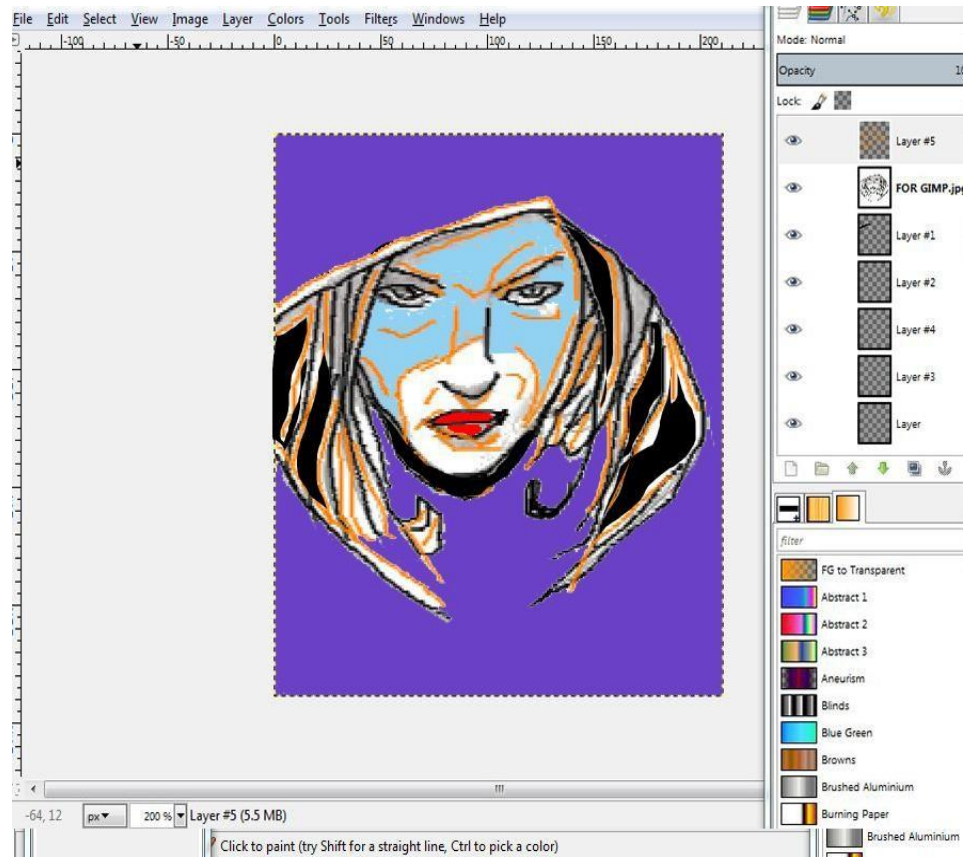 File Edit Select View Image Layer Colors Tools Filters Windows Help
-100 -50 0 50 100 150 200
Mode: Normal
Opacity
Lock:
Layer #5
FOR GIMP.jpg
Layer #1
Layer #2
Layer #4
Layer #3
Layer
filter
FG to Transparent
Abstract 1
Abstract 2
Abstract 3
Aneurism
Blinds
Blue Green
Browns
Brushed Aluminium
Burning Paper
-64, 12 px 200 % Layer #5 (5.5 MB)
Brushed Aluminium
Click to paint (try Shift for a straight line, Ctrl to pick a color)